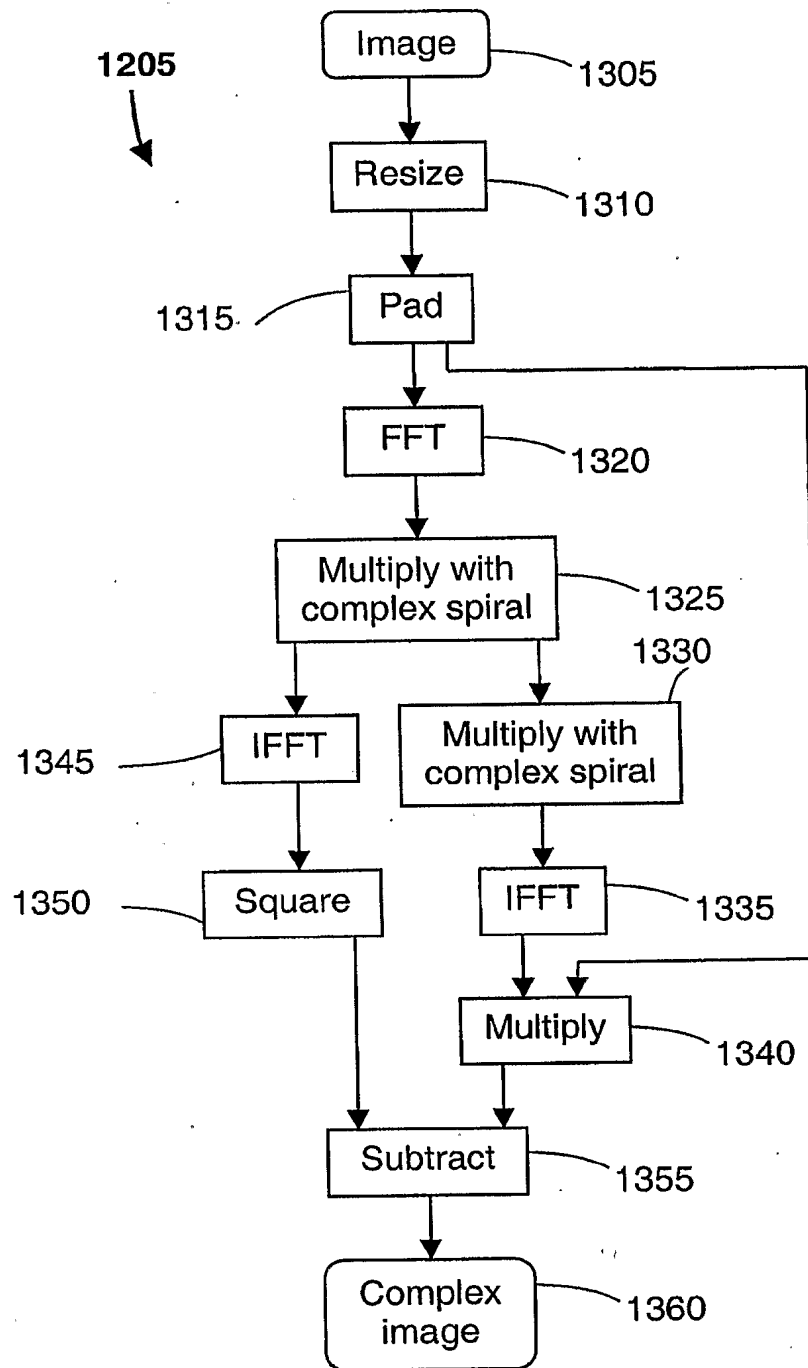 Image
1205
1305
Resize
1310
Pad
1315
FFT
1320
Multiply with
complex spiral
1325
1330
IFFT
1345
Multiply with
complex spiral
Square
1350
IFFT
1335
Multiply
1340
Subtract
1355
Complex
image
1360